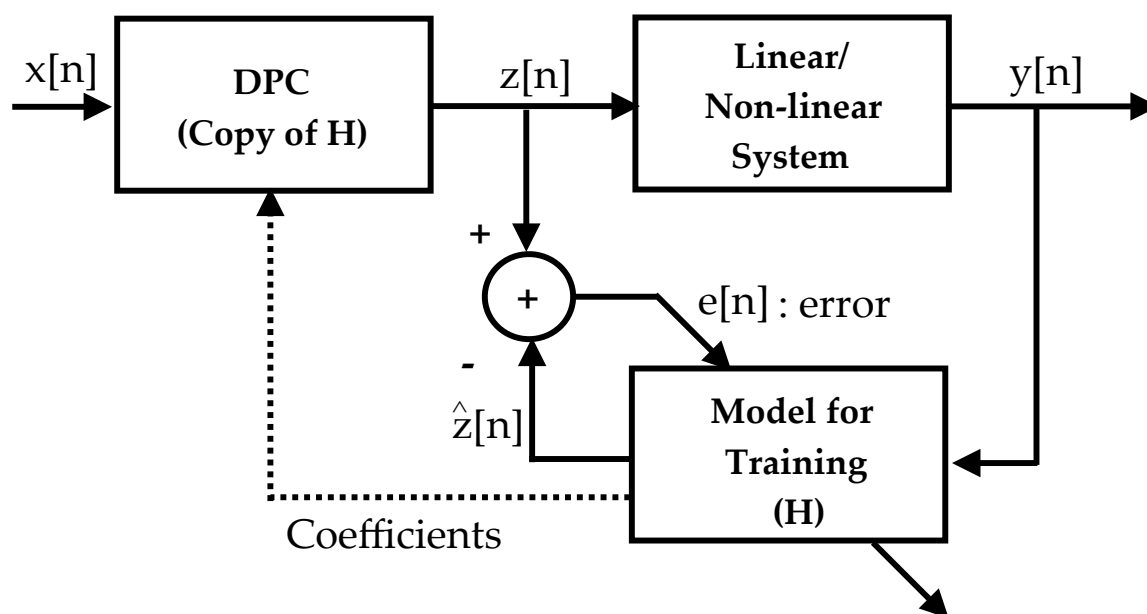 x[n]
DPC
(Copy of H)
z[n]
Linear/
Non-linear
System
y[n]
+
+
e[n] : error
-
ẑ[n]
Model for
Training
(H)
Coefficients